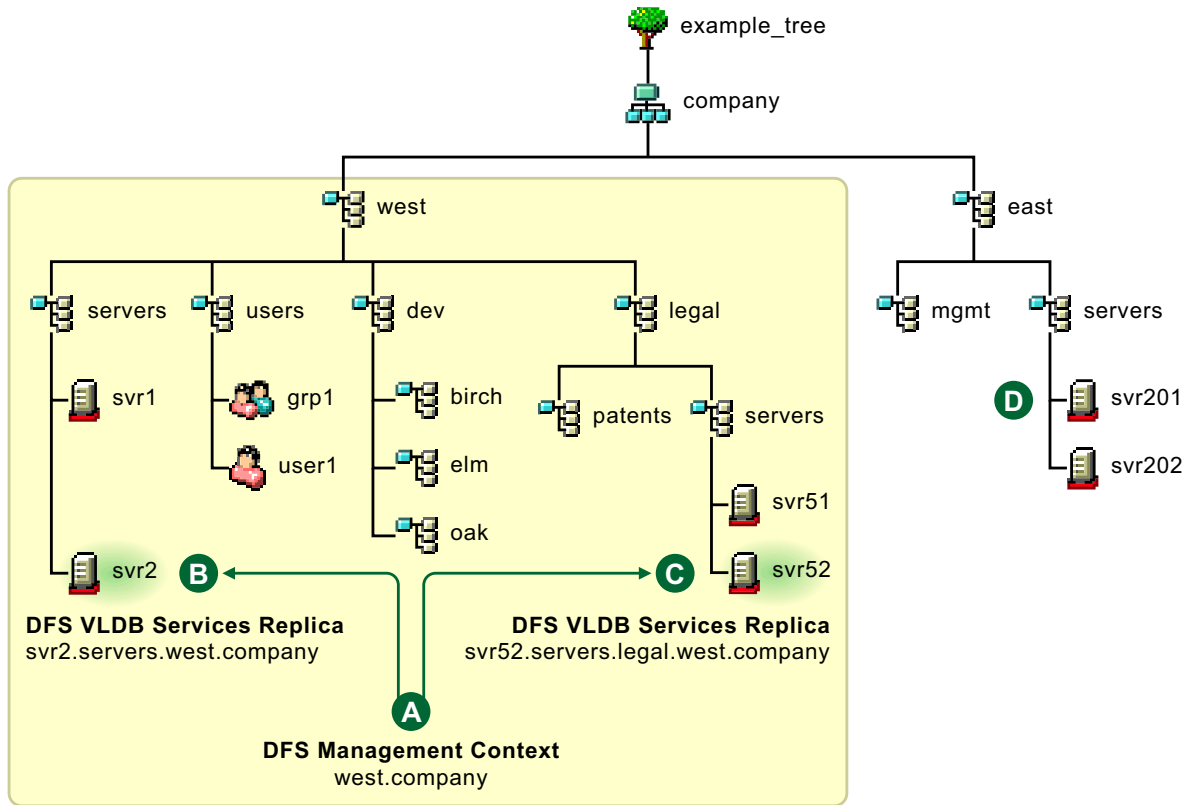 example_tree
company
west
east
servers
users
dev
legal
mgmt
servers
svr1
grp1
birch
patents
servers
D
svr201
user1
elm
svr202
svr51
oak
svr2
B
C
svr52
DFS VLDB Services Replica
svr2.servers.west.company
DFS VLDB Services Replica
svr52.servers.legal.west.company
A
DFS Management Context
west.company